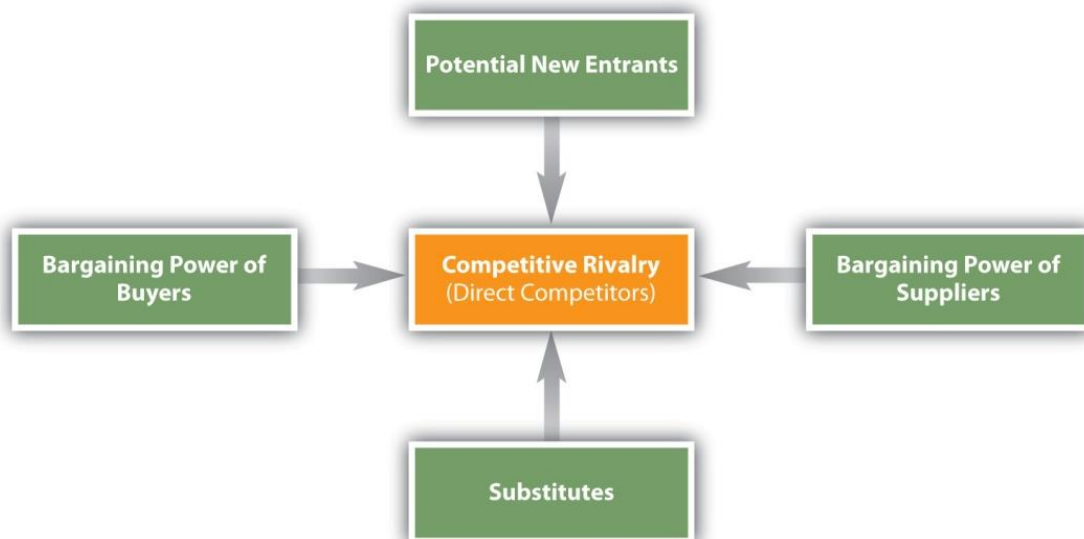 Potential New Entrants
Bargaining Power of
Buyers
Competitive Rivalry
(Direct Competitors)
Bargaining Power of
Suppliers
Substitutes